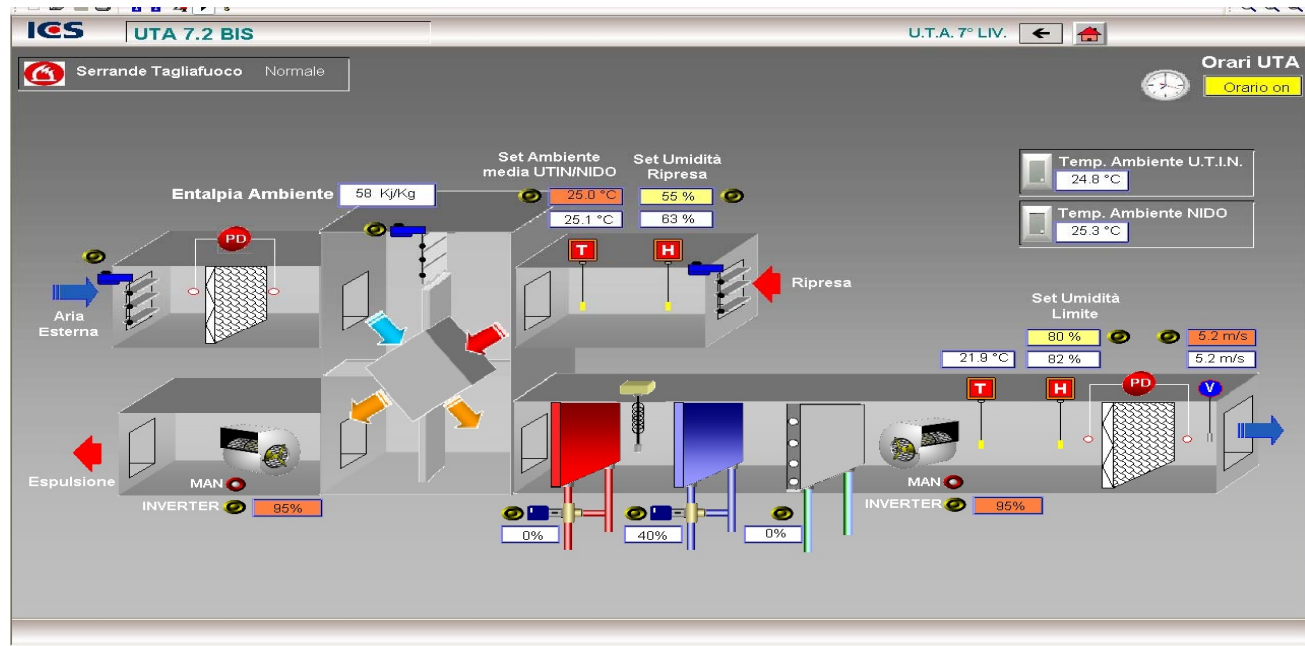 ICS
UTA 7.2 BIS
U.T.A. 7° LIV.
Serrande Tagliafuoco Normale
Orari UTA
Orario on
Set Ambiente
media UTIN/NIDO
Set Umidità
Ripresa
Entalpia Ambiente 58 Kj/Kg
25.0 °C
55 %
25.1 °C
63 %
Temp. Ambiente U.T.I.N.
24.8 °C
Temp. Ambiente NIDO
25.3 °C
PD
T
H
Ripresa
Aria
Esterna
Set Umidità
Limite
80 %
5.2 m/s
21.9 °C
82 %
5.2 m/s
T
H
PD
V
Espulsione
MAN
INVERTER 95%
MAN
INVERTER 95%
0%
40%
0%